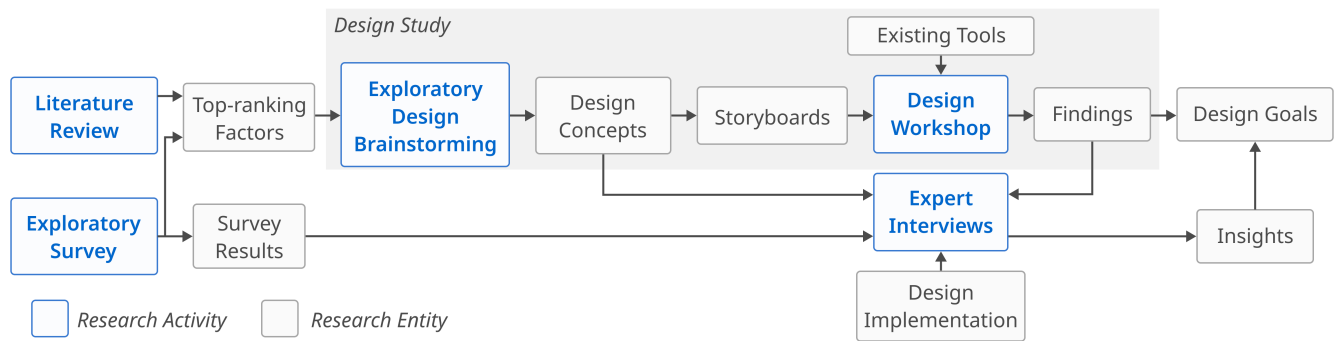 Design Study
Existing Tools
Literature
Review
Top-ranking
Factors
Exploratory
Design
Brainstorming
Design
Concepts
Storyboards
Design
Workshop
Findings
Design Goals
Exploratory
Survey
Survey
Results
Expert
Interviews
Insights
Design
Implementation
Research Activity
Research Entity